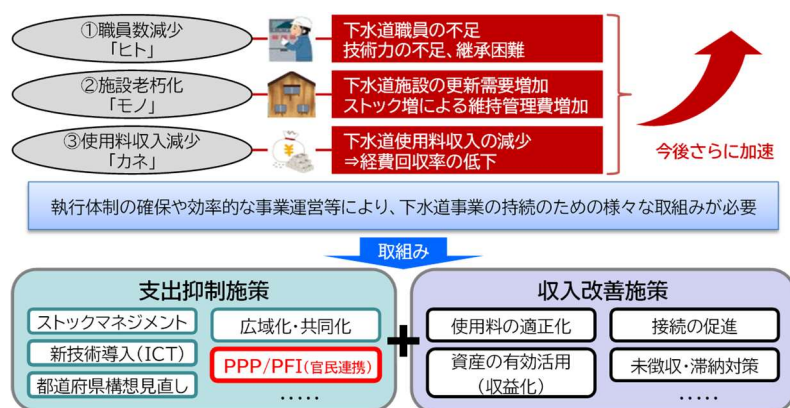 ①職員数減少
「ヒト」
下水道職員の不足
技術力の不足、継承困難
②施設老朽化
「モノ」
下水道施設の更新需要増加
ストック増による維持管理費増加
③使用料収入減少
「カネ」
下水道使用料収入の減少
⇒経費回収率の低下
今後さらに加速
執行体制の確保や効率的な事業運営等により、下水道事業の持続のための様々な取組みが必要
取組み
支出抑制施策
ストックマネジメント
新技術導入(ICT)
都道府県構想見直し
広域化・共同化
PPP/PFI(官民連携)
・・・・・
+
収入改善施策
使用料の適正化
資産の有効活用
(収益化)
接続の促進
未徴収・滞納対策
・・・・・